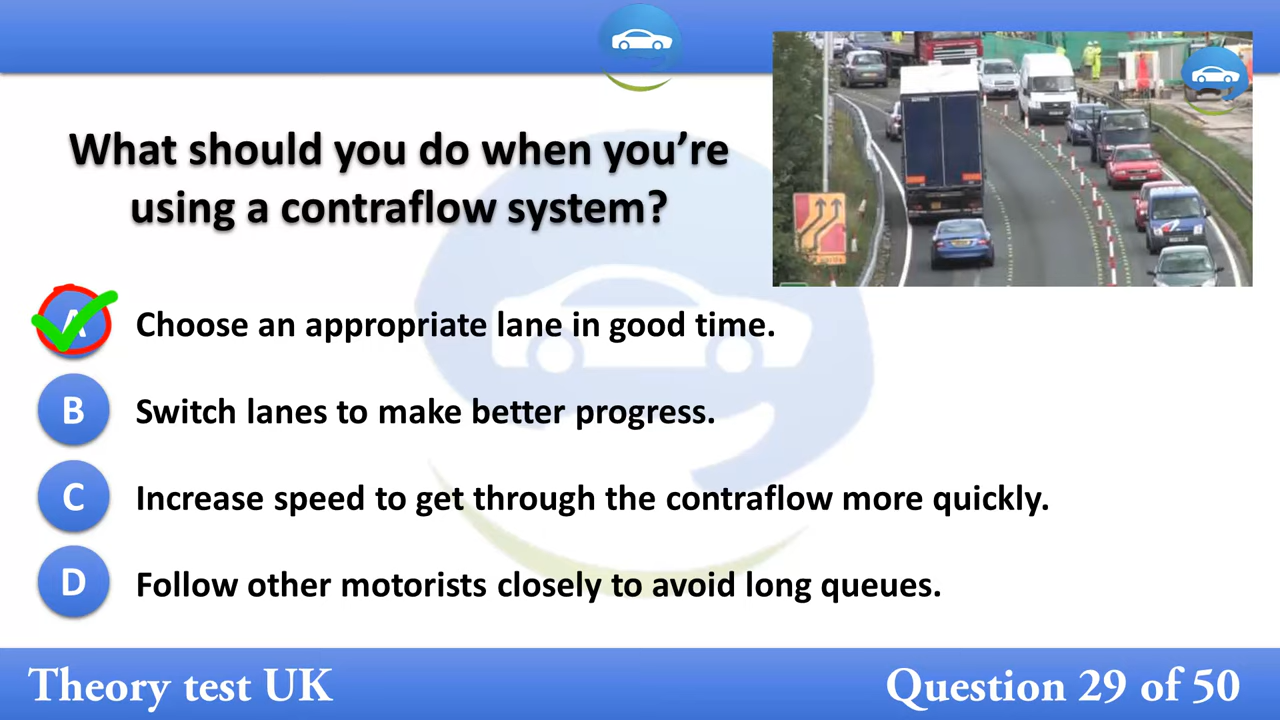 What should you do when you’re
using a contraflow system?
A Choose an appropriate lane in good time.
B Switch lanes to make better progress.
C Increase speed to get through the contraflow more quickly.
D Follow other motorists closely to avoid long queues.
Theory test UK
Question 29 of 50